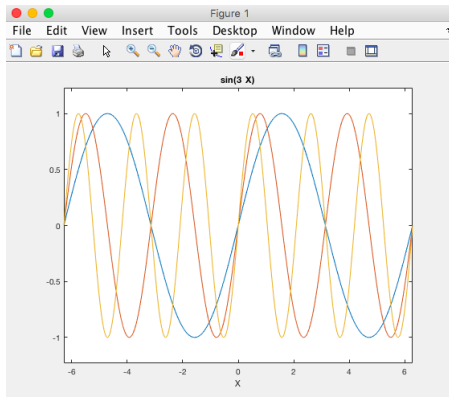 Figure 1
File Edit View Insert Tools Desktop Window Help
sin(3 X)
1
0.5
0
-0.5
-1
-6 -4 -2 0 2 4 6
X